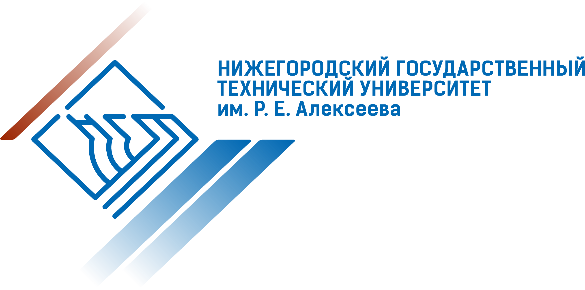 НИЖЕГОРОДСКИЙ ГОСУДАРСТВЕННЫЙ
ТЕХНИЧЕСКИЙ УНИВЕРСИТЕТ
им. Р. Е. Алексеева